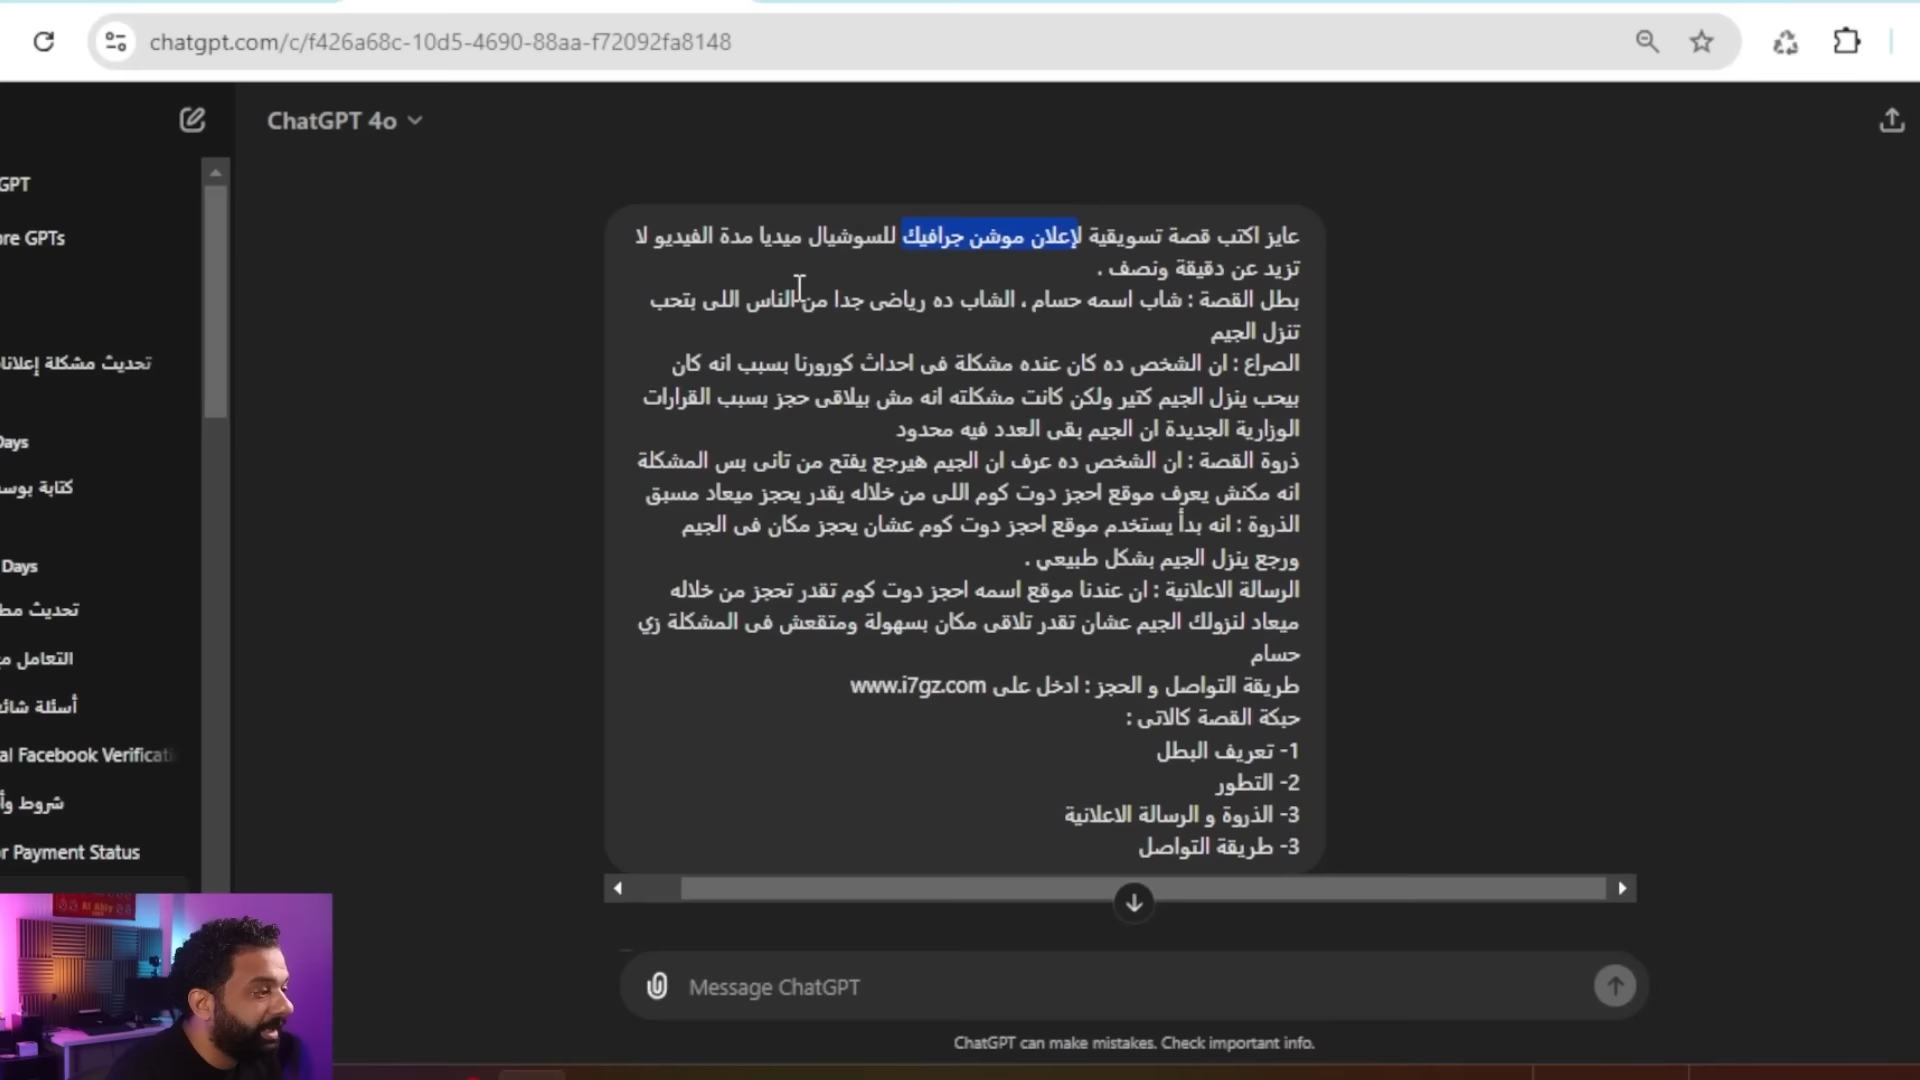 chatgpt.com/c/f426a68c-10d5-4690-88aa-f72092fa8148
ChatGPT 4o
GPT
ore GPTs
تحديث مشكلة إعلانا
Days
كتابة بوس
Days
تحديث مط
التعامل م
أسئلة شائ
al Facebook Verificati
شروط وأ
r Payment Status
عايز اكتب قصة تسويقية لإعلان موشن جرافيك للسوشيال ميديا مدة الفيديو لا
تزيد عن دقيقة ونصف .
بطل القصة : شاب اسمه حسام ، الشاب ده رياضى جدا من الناس اللى بتحب
تنزل الجيم
الصراع : ان الشخص ده كان عنده مشكلة فى احداث كورورنا بسبب انه كان
بيحب ينزل الجيم كتير ولكن كانت مشكلته انه مش بيلاقى حجز بسبب القرارات
الوزارية الجديدة ان الجيم بقى العدد فيه محدود
ذروة القصة : ان الشخص ده عرف ان الجيم هيرجع يفتح من تانى بس المشكلة
انه مكنش يعرف موقع احجز دوت كوم اللى من خلاله يقدر يحجز ميعاد مسبق
الذروة : انه بدأ يستخدم موقع احجز دوت كوم عشان يحجز مكان فى الجيم
ورجع ينزل الجيم بشكل طبيعي .
الرسالة الاعلانية : ان عندنا موقع اسمه احجز دوت كوم تقدر تحجز من خلاله
ميعاد لنزولك الجيم عشان تقدر تلاقى مكان بسهولة ومتقعش فى المشكلة زي
حسام
طريقة التواصل و الحجز : ادخل على www.i7gz.com
حبكة القصة كالاتى :
1- تعريف البطل
2- التطور
3- الذروة و الرسالة الاعلانية
3- طريقة التواصل
Message ChatGPT
ChatGPT can make mistakes. Check important info.
Al Ahly